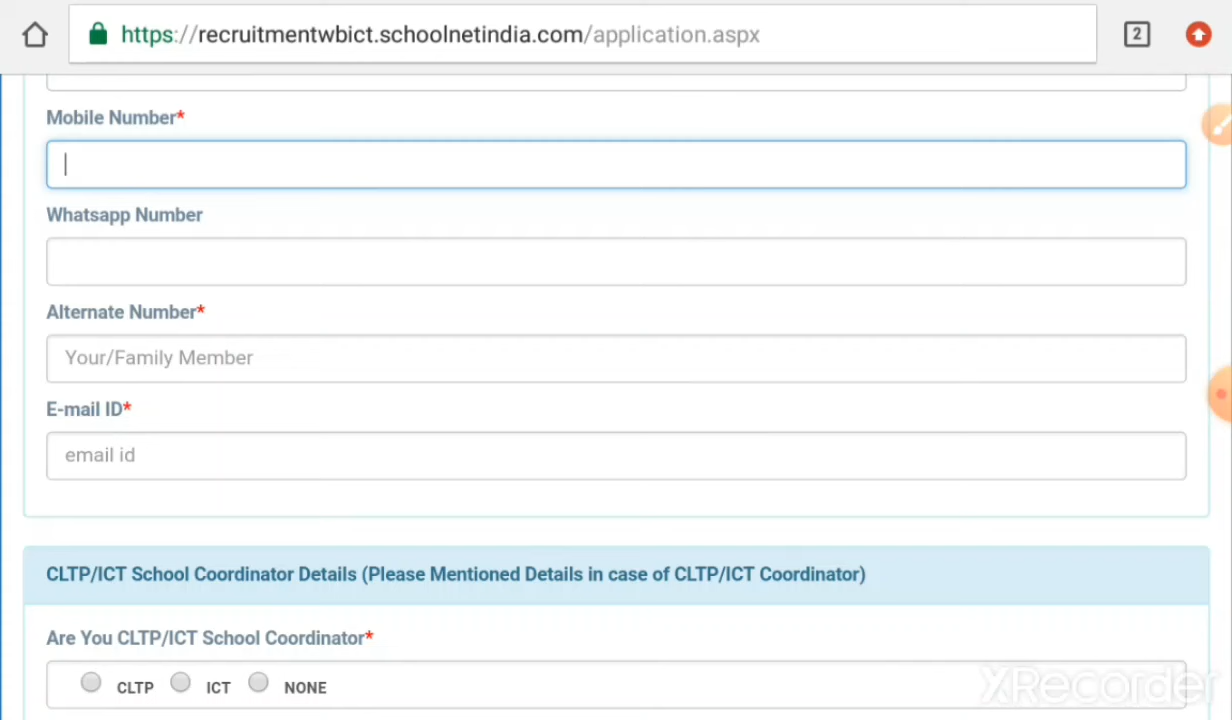 https://recruitmentwbict.schoolnetindia.com/application.aspx
2
Mobile Number*
Whatsapp Number
Alternate Number*
Your/Family Member
E-mail ID*
email id
CLTP/ICT School Coordinator Details (Please Mentioned Details in case of CLTP/ICT Coordinator)
Are You CLTP/ICT School Coordinator*
CLTP ICT NONE
XRecorder